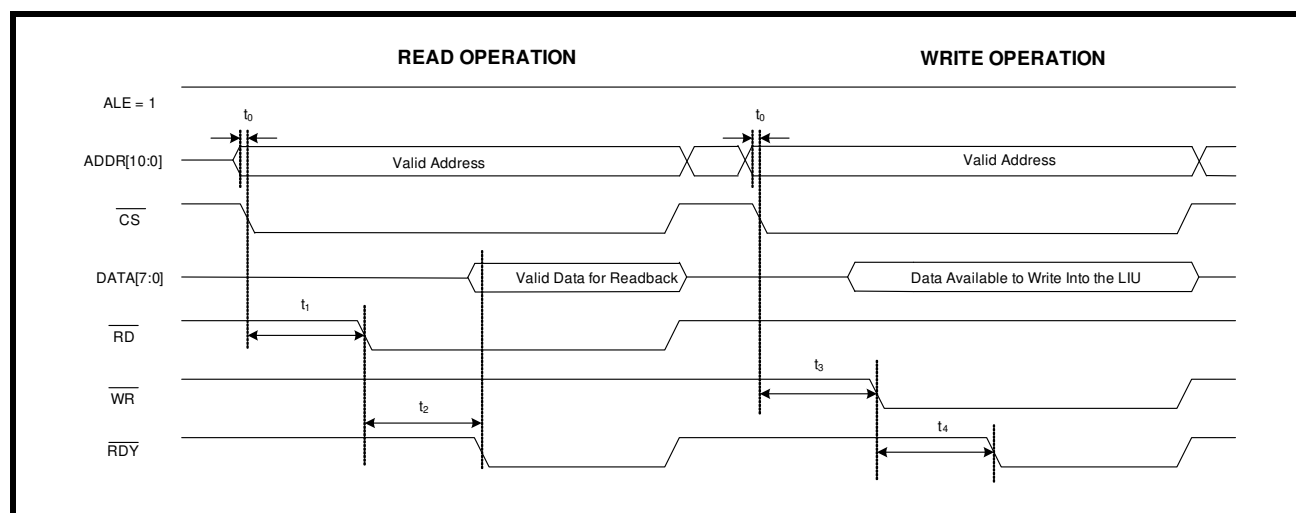 READ OPERATION
WRITE OPERATION
ALE = 1
t0
t0
ADDR[10:0]
Valid Address
Valid Address
CS
DATA[7:0]
Valid Data for Readback
Data Available to Write Into the LIU
t1
RD
t3
WR
t2
t4
RDY